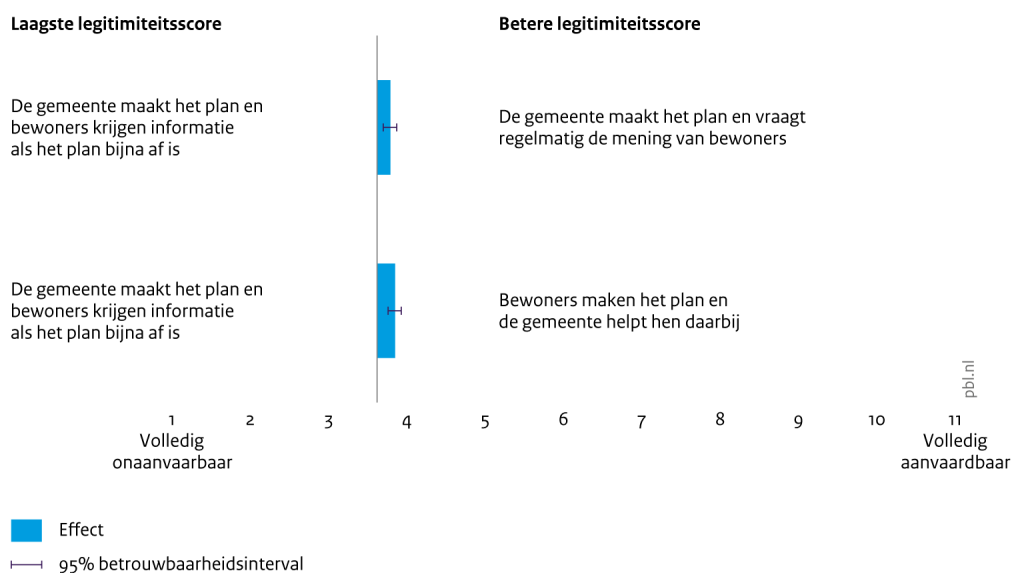 Laagste legitimiteitsscore
Betere legitimiteitsscore
De gemeente maakt het plan en
bewoners krijgen informatie
als het plan bijna af is
De gemeente maakt het plan en vraagt
regelmatig de mening van bewoners
De gemeente maakt het plan en
bewoners krijgen informatie
als het plan bijna af is
Bewoners maken het plan en
de gemeente helpt hen daarbij
pbl.nl
1 2 3 4 5 6 7 8 9 10 11
Volledig
onaanvaarbaar
Volledig
aanvaardbaar
Effect
95% betrouwbaarheidsinterval